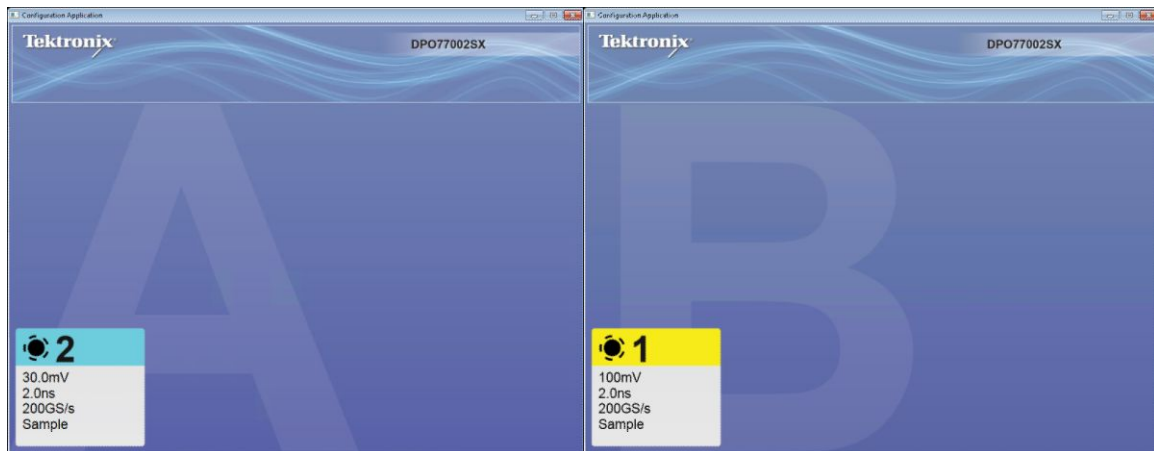 Configuration Application
Tektronix
DPO77002SX
A
2
30.0mV
2.0ns
200GS/s
Sample
Configuration Application
Tektronix
DPO77002SX
B
1
100mV
2.0ns
200GS/s
Sample